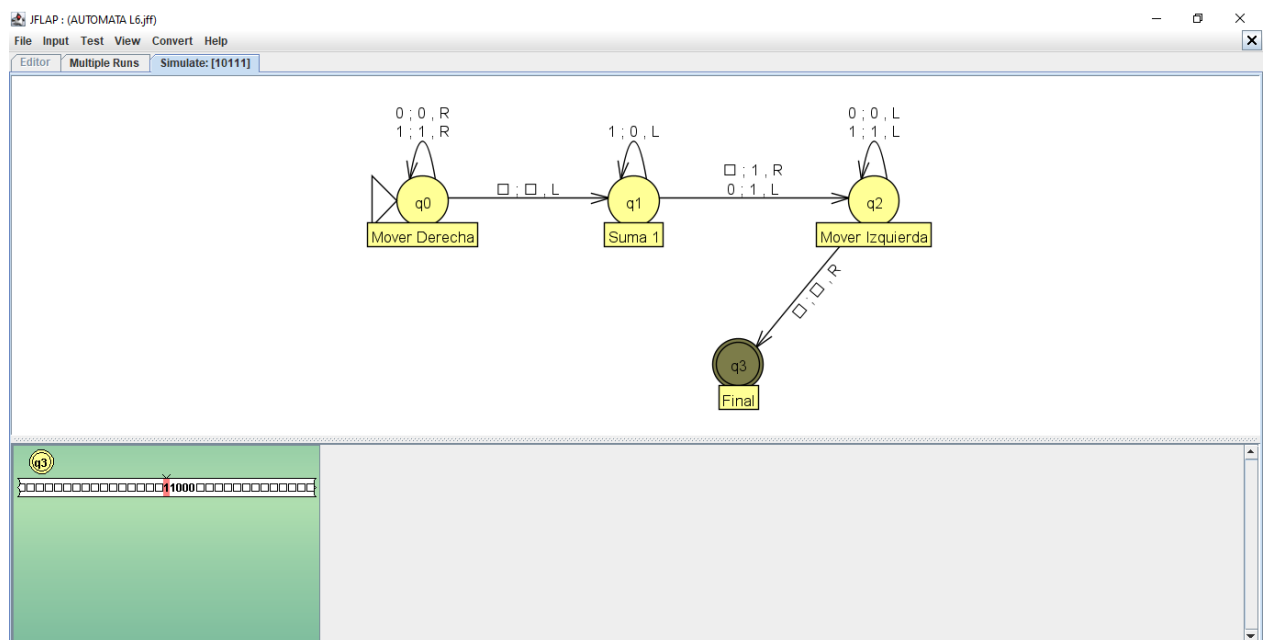 JFLAP : (AUTOMATA L6.jff)
File Input Test View Convert Help
Editor Multiple Runs Simulate: [10111]
0 ; 0 , R
1 ; 1 , R
1 ; 0 , L
0 ; 0 , L
1 ; 1 , L
□ ; □ , L
□ ; 1 , R
0 ; 1 , L
q0
q1
q2
Mover Derecha
Suma 1
Mover Izquierda
□ ; □ , R
q3
Final
q3
11000